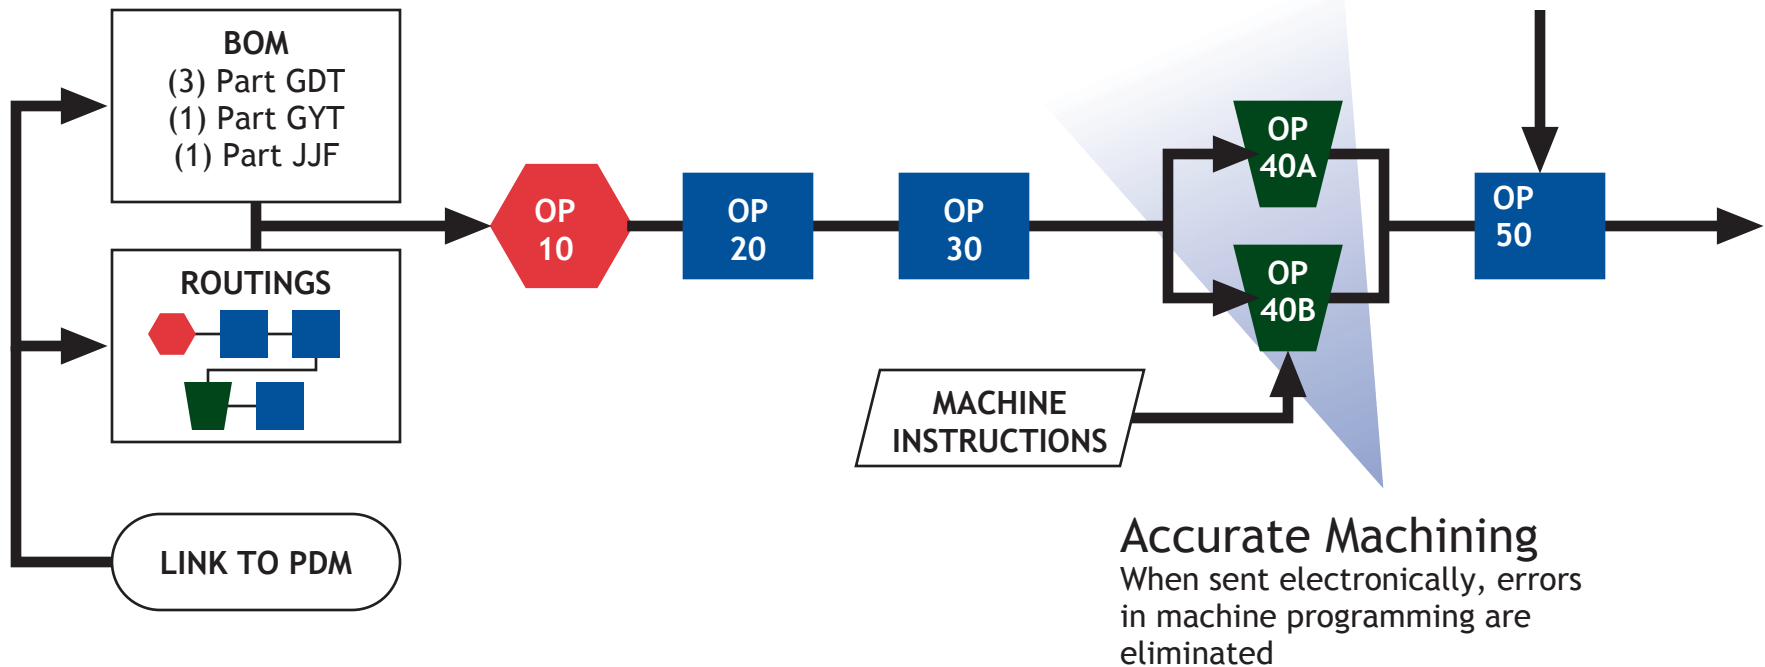 BOM
(3) Part GDT
(1) Part GYT
(1) Part JJF
ROUTINGS
LINK TO PDM
OP
10
OP
20
OP
30
OP
40A
OP
40B
OP
50
MACHINE
INSTRUCTIONS
Accurate Machining
When sent electronically, errors
in machine programming are
eliminated